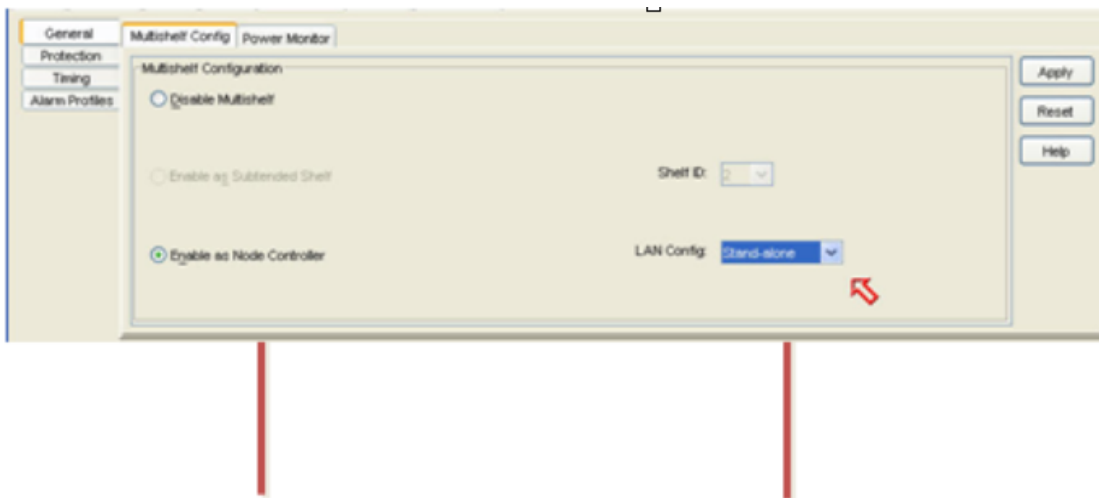 General
Protection
Timing
Alarm Profiles
Multishelf Config
Power Monitor
Multishelf Configuration
Disable Multishelf
Enable as Subtended Shelf
Shelf ID:
2
Enable as Node Controller
LAN Config:
Stand-alone
Apply
Reset
Help